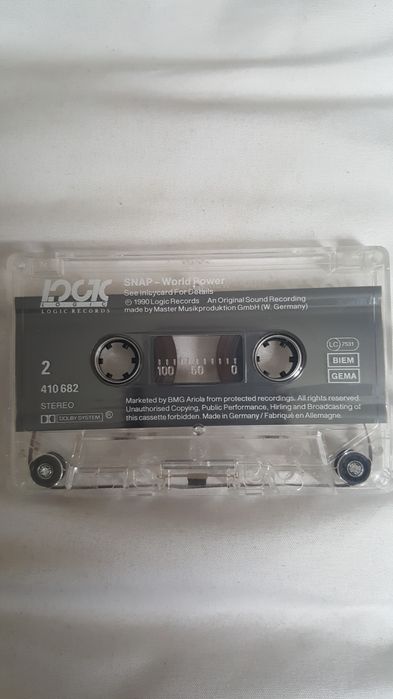 LOGIC
LOGIC
LOGIC RECORDS
SNAP – World Power
See Inlaycard For Details
℗ 1990 Logic Records An Original Sound Recording
made by Master Musikproduktion GmbH (W. Germany)
2
410 682
STEREO
DOLBY SYSTEM ®
100 50 0
LC 7531
BIEM
GEMA
Marketed by BMG Ariola from protected recordings. All rights reserved.
Unauthorised Copying, Public Performance, Hiring and Broadcasting of
this cassette forbidden. Made in Germany / Fabriqué en Allemagne.